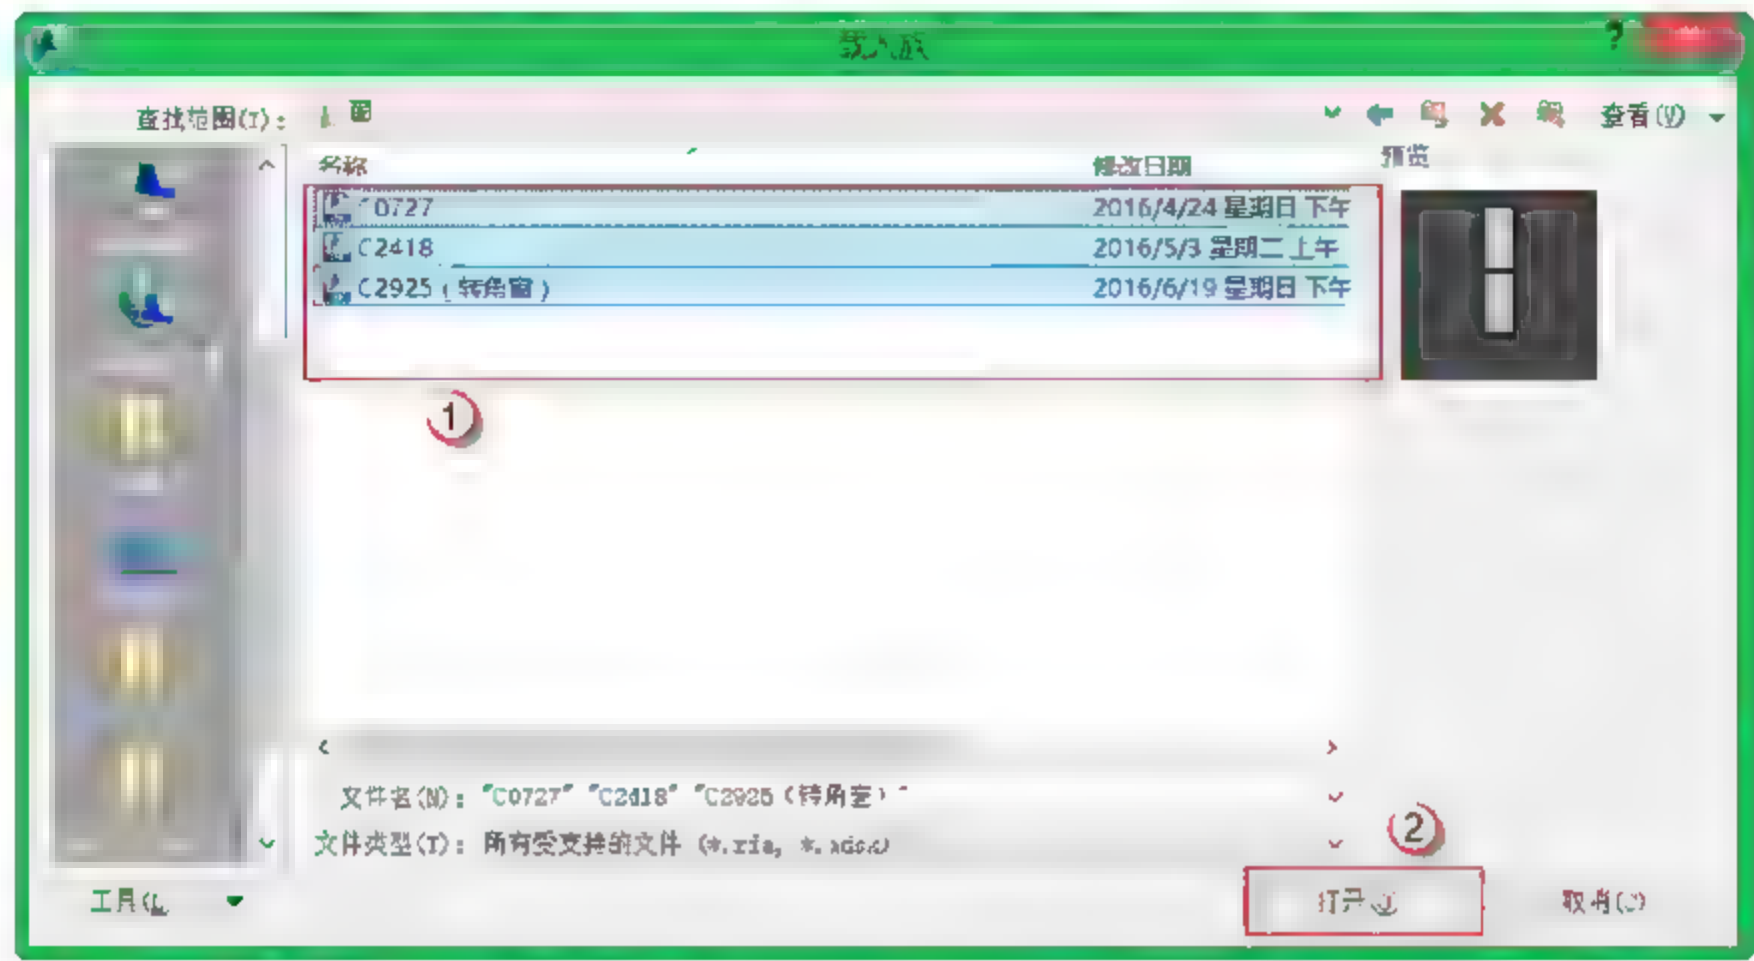 载入族
查找范围(I):
查看(V)
名称 修改日期 预览
C0727 2016/4/24 星期日 下午
C2418 2016/5/3 星期二 上午
C2925（转角窗） 2016/6/19 星期日 下午
1
文件名(N): "C0727" "C2418" "C2925（转角窗）"
文件类型(T): 所有受支持的文件 (*.rfa, *.adsk)
2
工具(L) 打开(O) 取消(C)